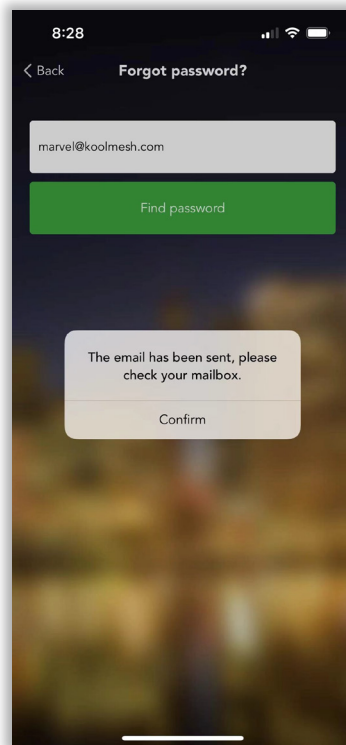 8:28
Back Forgot password?
marvel@koolmesh.com
Find password
The email has been sent, please
check your mailbox.
Confirm